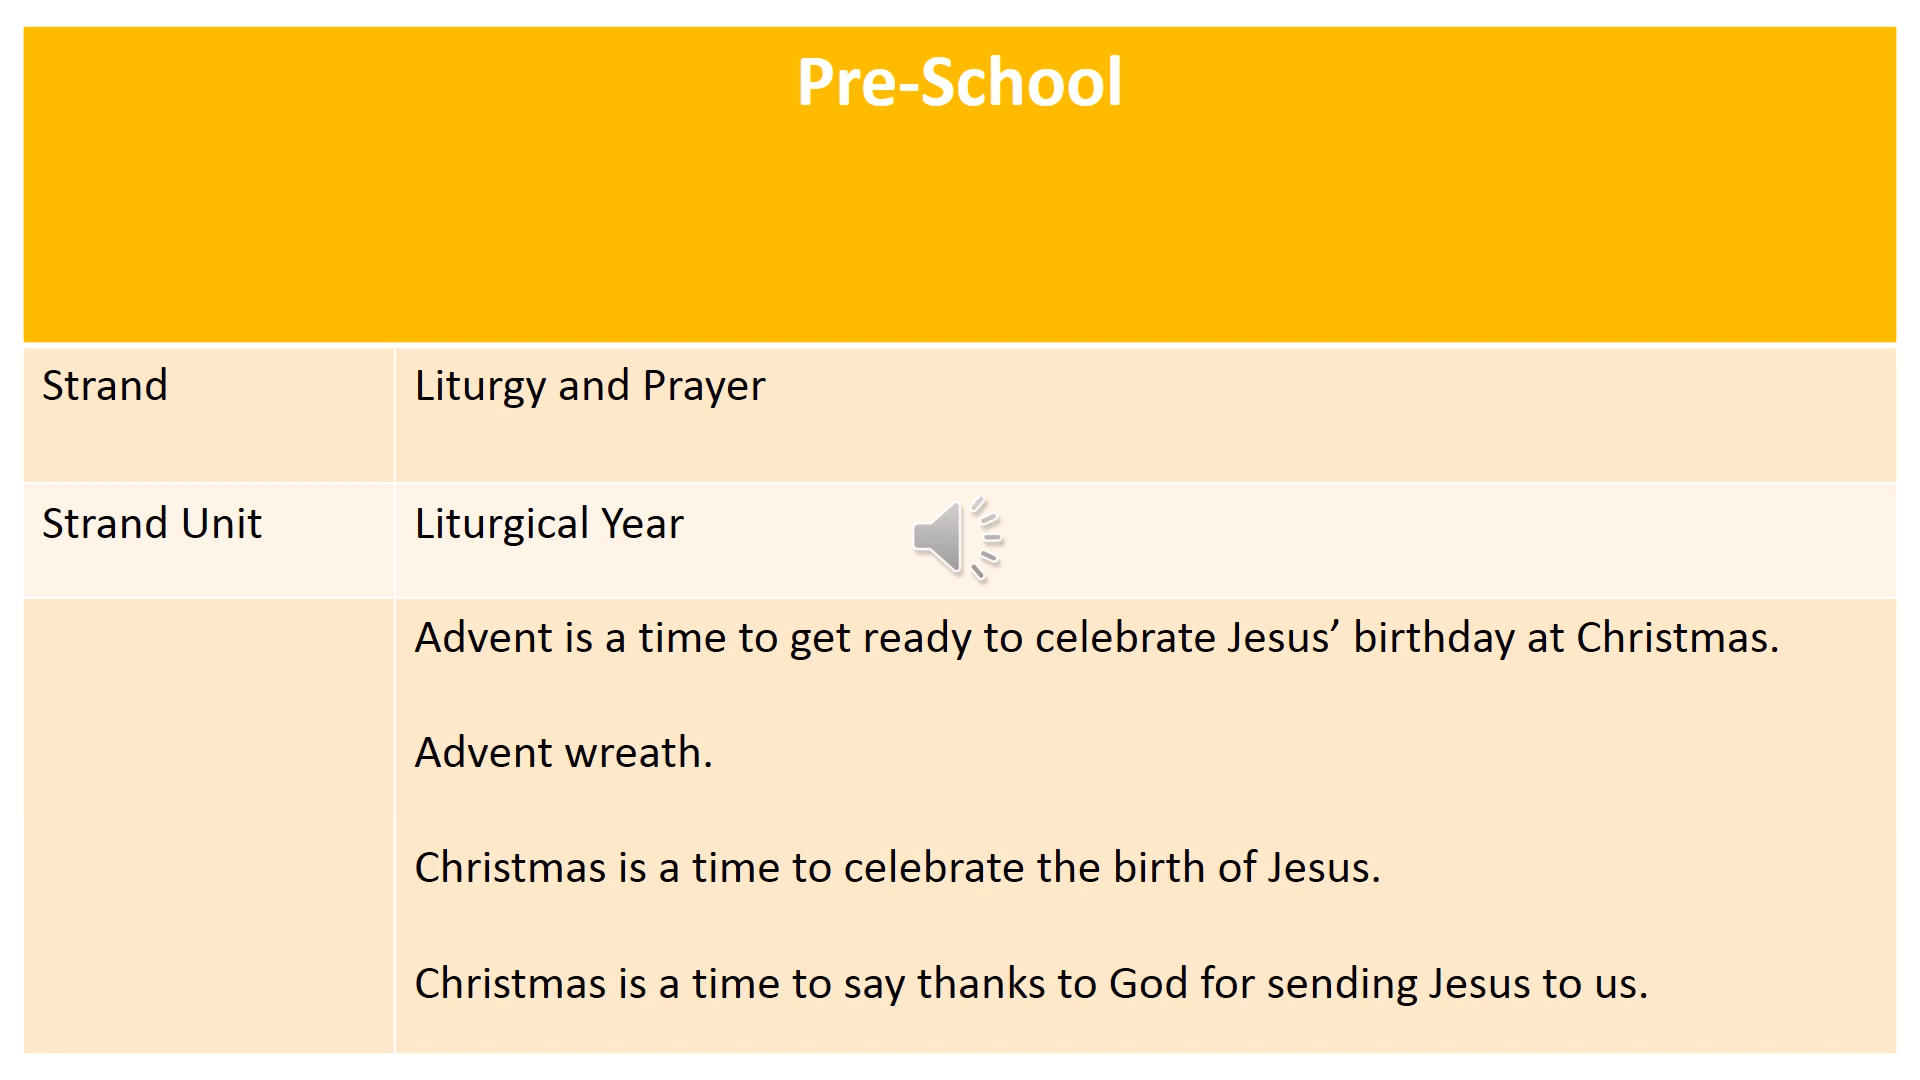 Pre-School
Strand
Liturgy and Prayer
Strand Unit
Liturgical Year
Advent is a time to get ready to celebrate Jesus’ birthday at Christmas.
Advent wreath.
Christmas is a time to celebrate the birth of Jesus.
Christmas is a time to say thanks to God for sending Jesus to us.